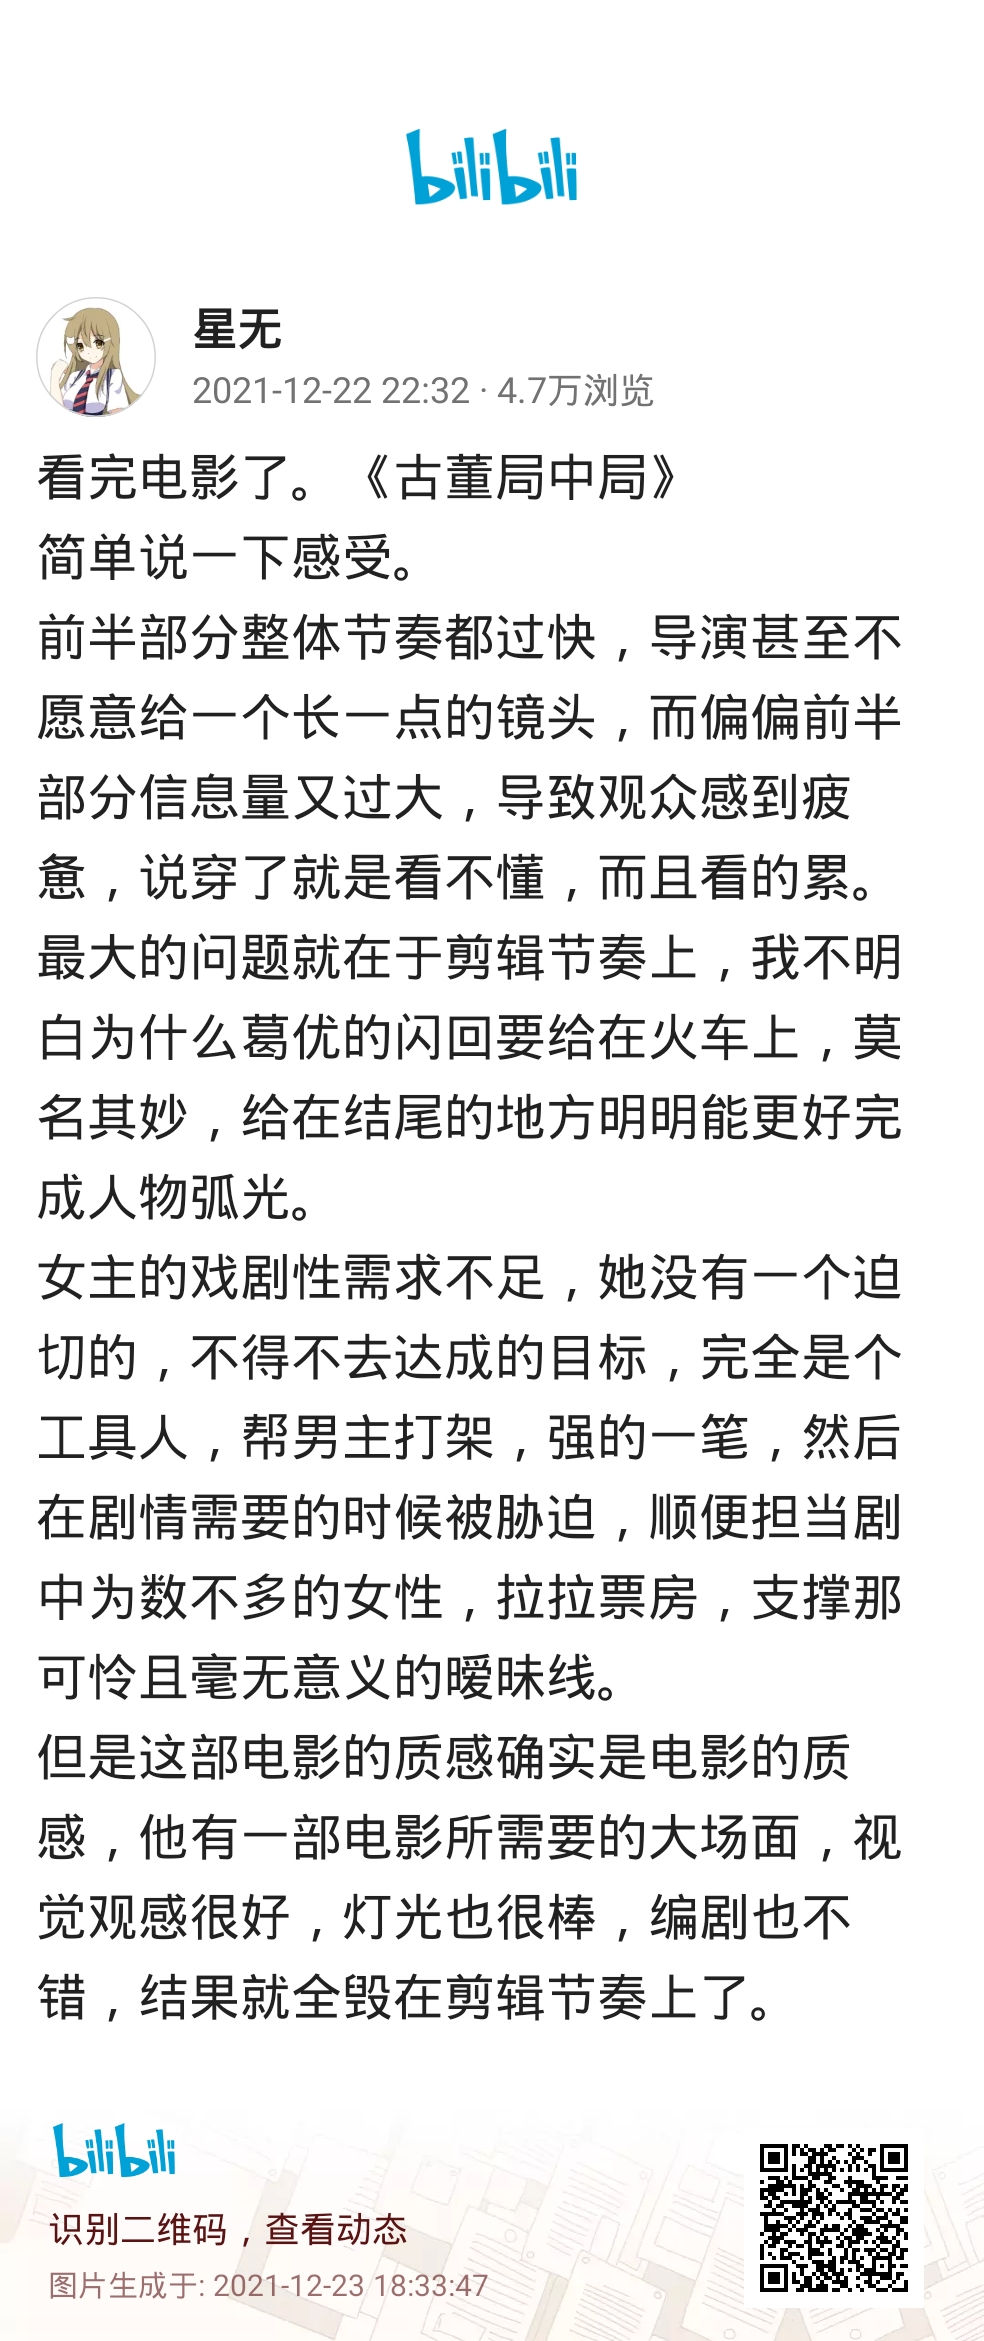 bilibili
星无
2021-12-22 22:32 · 4.7万浏览
看完电影了。《古董局中局》
简单说一下感受。
前半部分整体节奏都过快，导演甚至不
愿意给一个长一点的镜头，而偏偏前半
部分信息量又过大，导致观众感到疲
惫，说穿了就是看不懂，而且看的累。
最大的问题就在于剪辑节奏上，我不明
白为什么葛优的闪回要给在火车上，莫
名其妙，给在结尾的地方明明能更好完
成人物弧光。
女主的戏剧性需求不足，她没有一个迫
切的，不得不去达成的目标，完全是个
工具人，帮男主打架，强的一笔，然后
在剧情需要的时候被胁迫，顺便担当剧
中为数不多的女性，拉拉票房，支撑那
可怜且毫无意义的暧昧线。
但是这部电影的质感确实是电影的质
感，他有一部电影所需要的大场面，视
觉观感很好，灯光也很棒，编剧也不
错，结果就全毁在剪辑节奏上了。
bilibili
识别二维码，查看动态
图片生成于: 2021-12-23 18:33:47